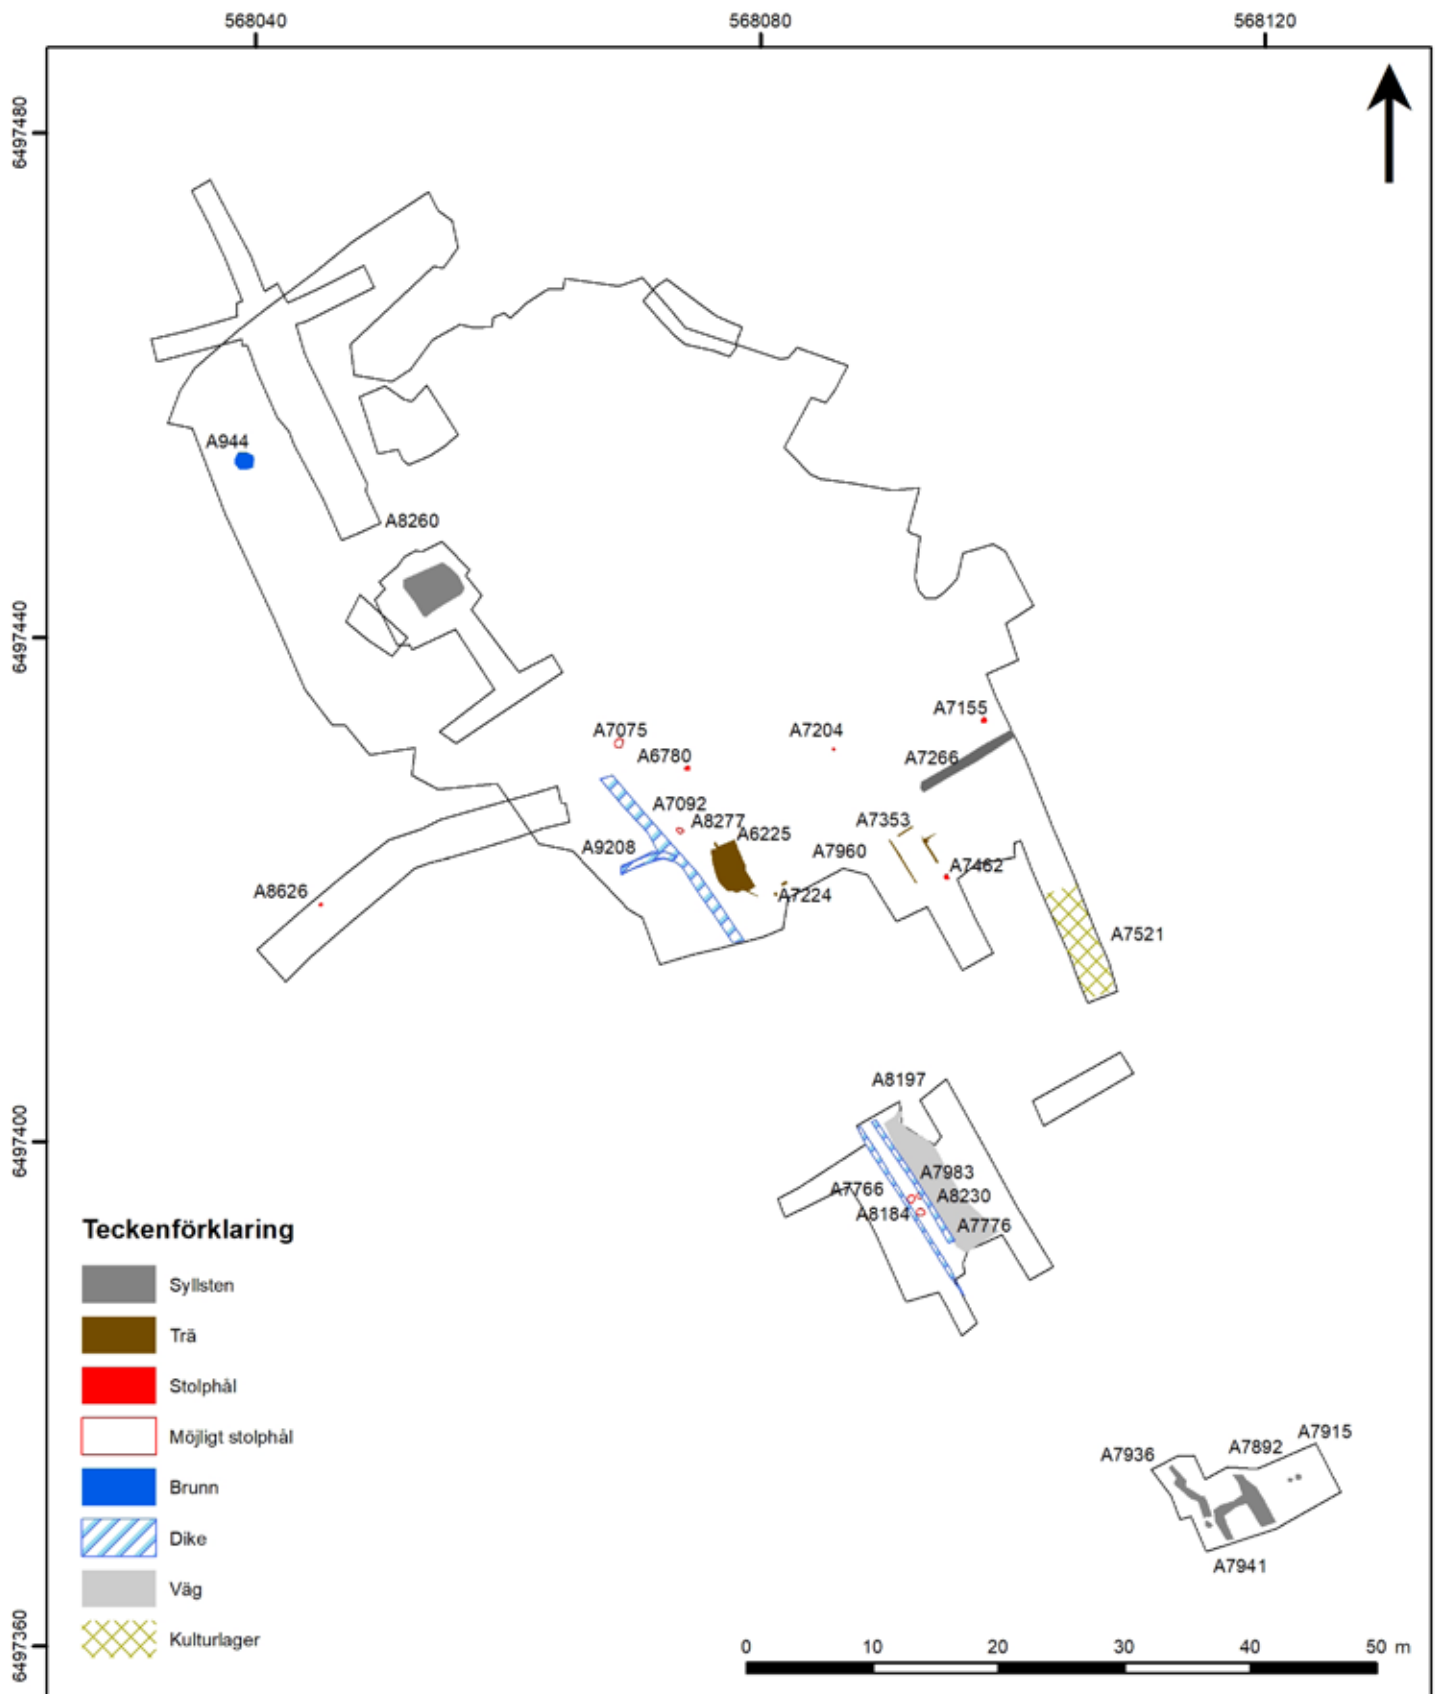 568040 568080 568120
6497480
A944
A8260
6497440
A7155
A7075
A7204
A6780
A7266
A7092
A8277
A6225
A7353
A9208
A7960
A7462
A8626
A7224
A7521
A8197
6497400
A7983
A7766
A8230
A8184
A7776
Teckenförklaring
Syllsten
Trä
Stolphål
Möjligt stolphål
Brunn
Dike
Väg
Kulturlager
A7915
A7892
A7936
A7941
6497360
0 10 20 30 40 50 m